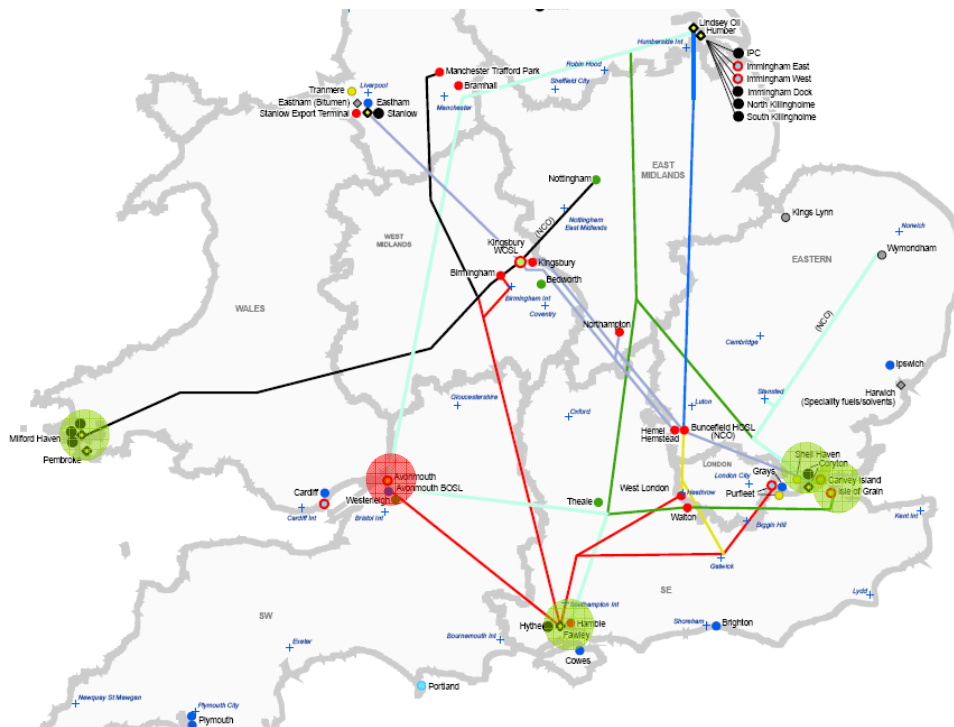 Lindsey Oil
Humber
Humberside Int
IPC
Immingham East
Immingham West
Immingham Dock
North Killingholme
South Killingholme
Robin Hood
Sheffield City
Manchester Trafford Park
Bramhall
Manchester
Liverpool
Tranmere
Eastham (Bitumen)
Eastham
Stanlow Export Terminal
Stanlow
EAST
MIDLANDS
Nottingham
Nottingham
East Midlands
(NCO)
Kings Lynn
Norwich
Wymondham
EASTERN
WEST
MIDLANDS
Kingsbury
WOSL
Kingsbury
Birmingham
Bedworth
Birmingham Int
Coventry
WALES
Northampton
(NCO)
Cambridge
Ipswich
Harwich
(Speciality fuels/solvents)
Gloucestershire
Oxford
Luton
Stansted
Milford Haven
Pembroke
Hemel
Hemstead
Buncefield HOSL
(NCO)
LONDON
Shell Haven
Coryton
Avonmouth
Avonmouth BOSL
Cardiff
Westerleigh
Cardiff Int
Bristol Int
Theale
West London
Heathrow
London City
Grays
Purfleet
Canvey Island
Isle of Grain
Walton
Biggin Hill
Kent Int
Gatwick
SE
Lydd
SW
Southampton Int
Hythe
Hamble
Fawley
Bournemouth Int
Shoreham
Brighton
Exeter
Cowes
Portland
Newquay St Mawgan
Plymouth City
Plymouth